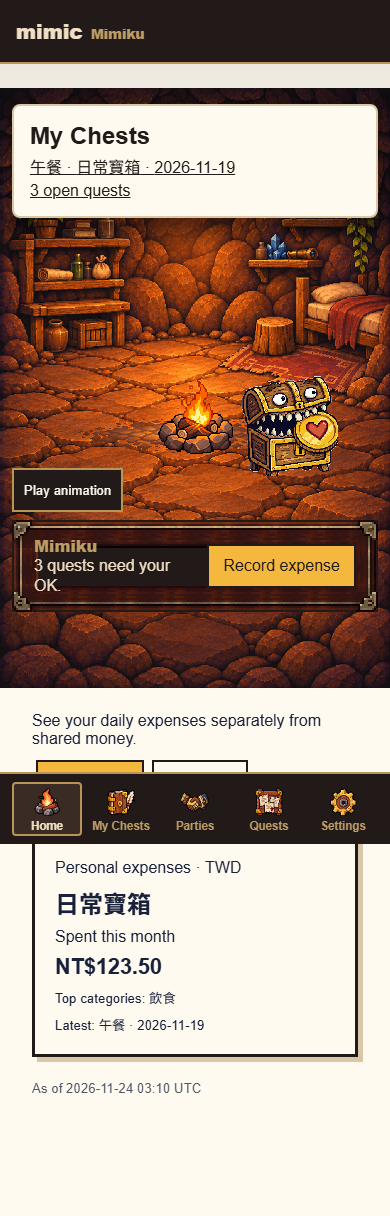 mimic Mimiku
My Chests
午餐 · 日常寶箱 · 2026-11-19
3 open quests
Play animation
Mimiku
3 quests need your
OK.
Record expense
See your daily expenses separately from
shared money.
Home
My Chests
Parties
Quests
Settings
Personal expenses · TWD
日常寶箱
Spent this month
NT$123.50
Top categories: 飲食
Latest: 午餐 · 2026-11-19
As of 2026-11-24 03:10 UTC